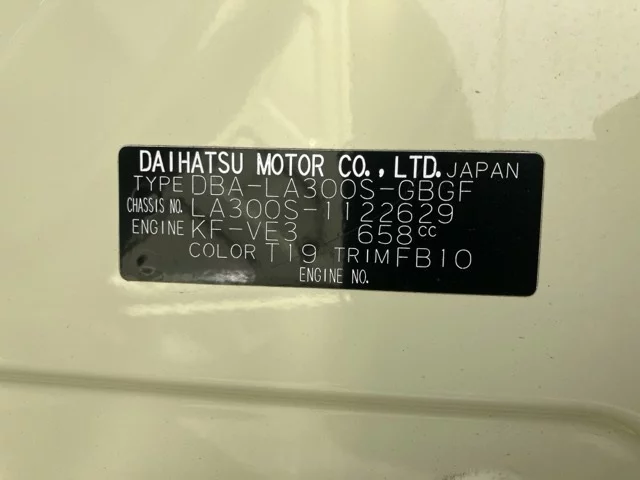 DAIHATSU MOTOR CO., LTD. JAPAN
TYPE DBA-LA300S-GBGF
CHASSIS NO. LA300S-1122629
ENGINE KF-VE3 658cc
COLOR T19 TRIM FB10
ENGINE NO.